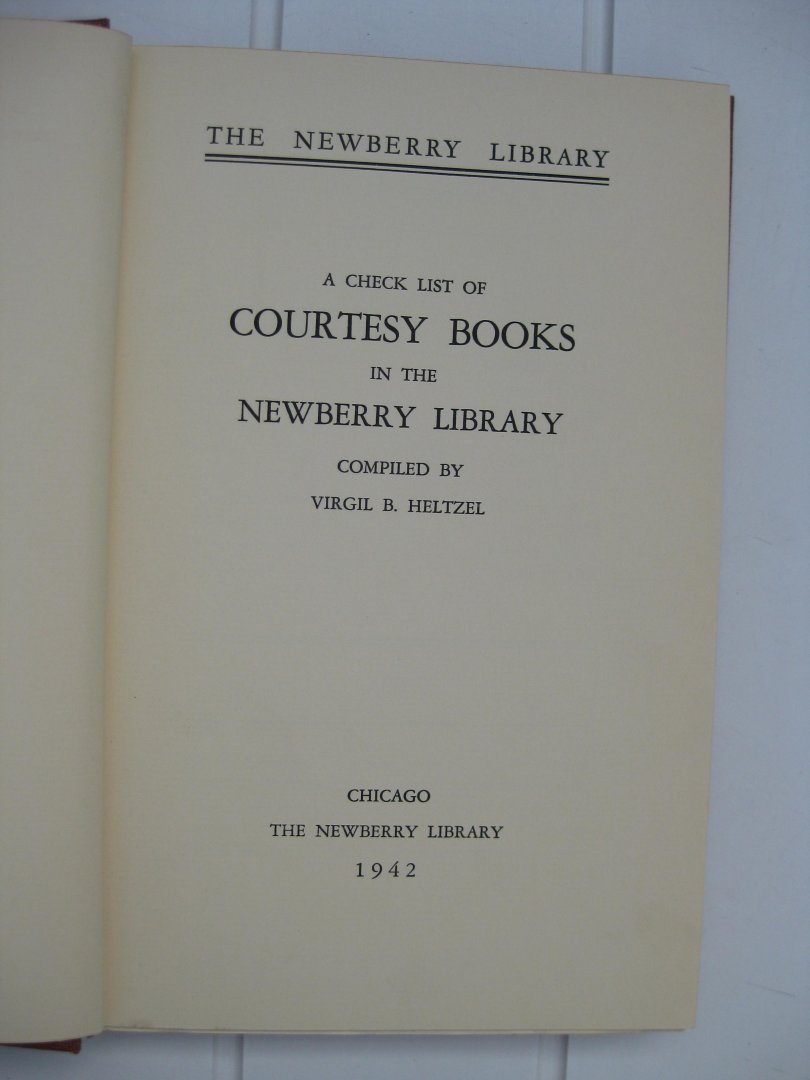 THE NEWBERRY LIBRARY
A CHECK LIST OF
COURTESY BOOKS
IN THE
NEWBERRY LIBRARY
COMPILED BY
VIRGIL B. HELTZEL
CHICAGO
THE NEWBERRY LIBRARY
1942